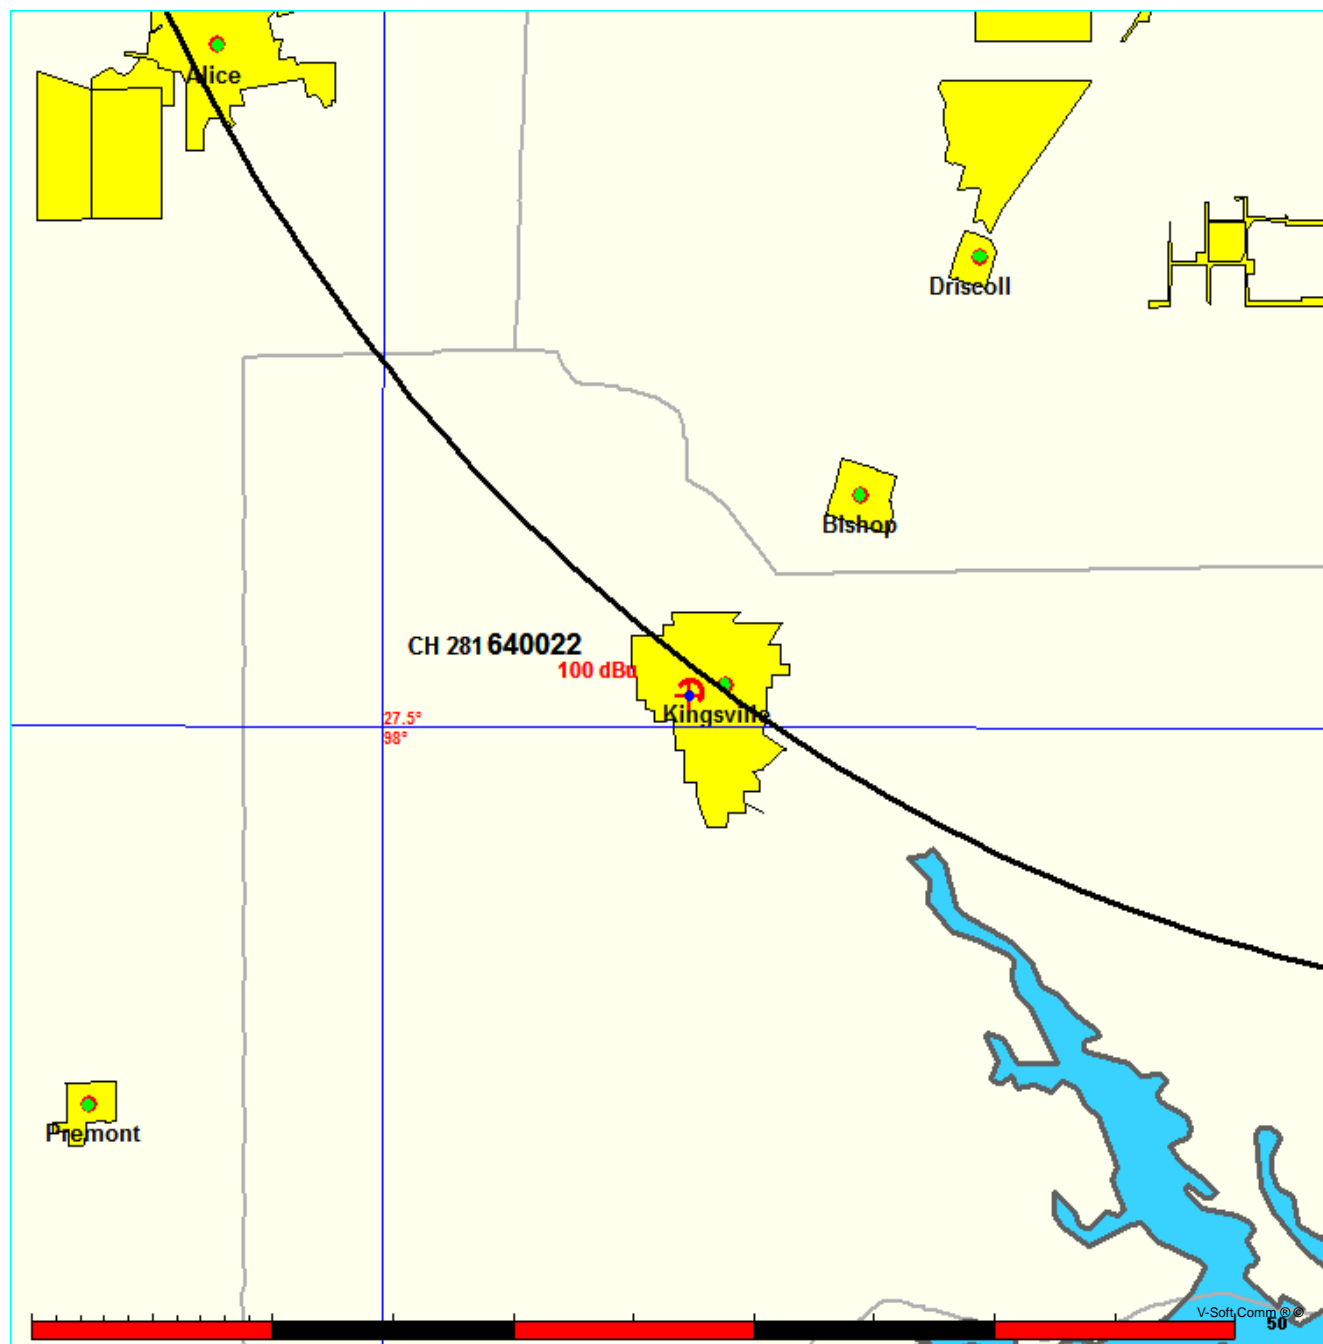 Alice
Driscoll
Bishop
CH 281 640022
100 dBu
Kingsville
27.5°
98°
Premont
V-Soft Comm ® ©
50